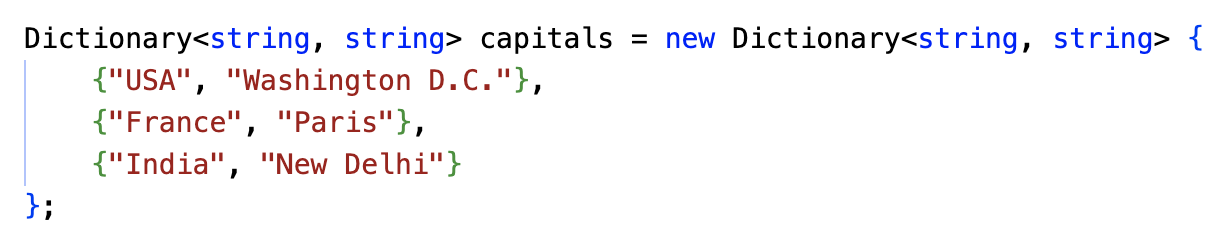 Dictionary<string, string> capitals = new Dictionary<string, string> {
    {"USA", "Washington D.C."},
    {"France", "Paris"},
    {"India", "New Delhi"}
};